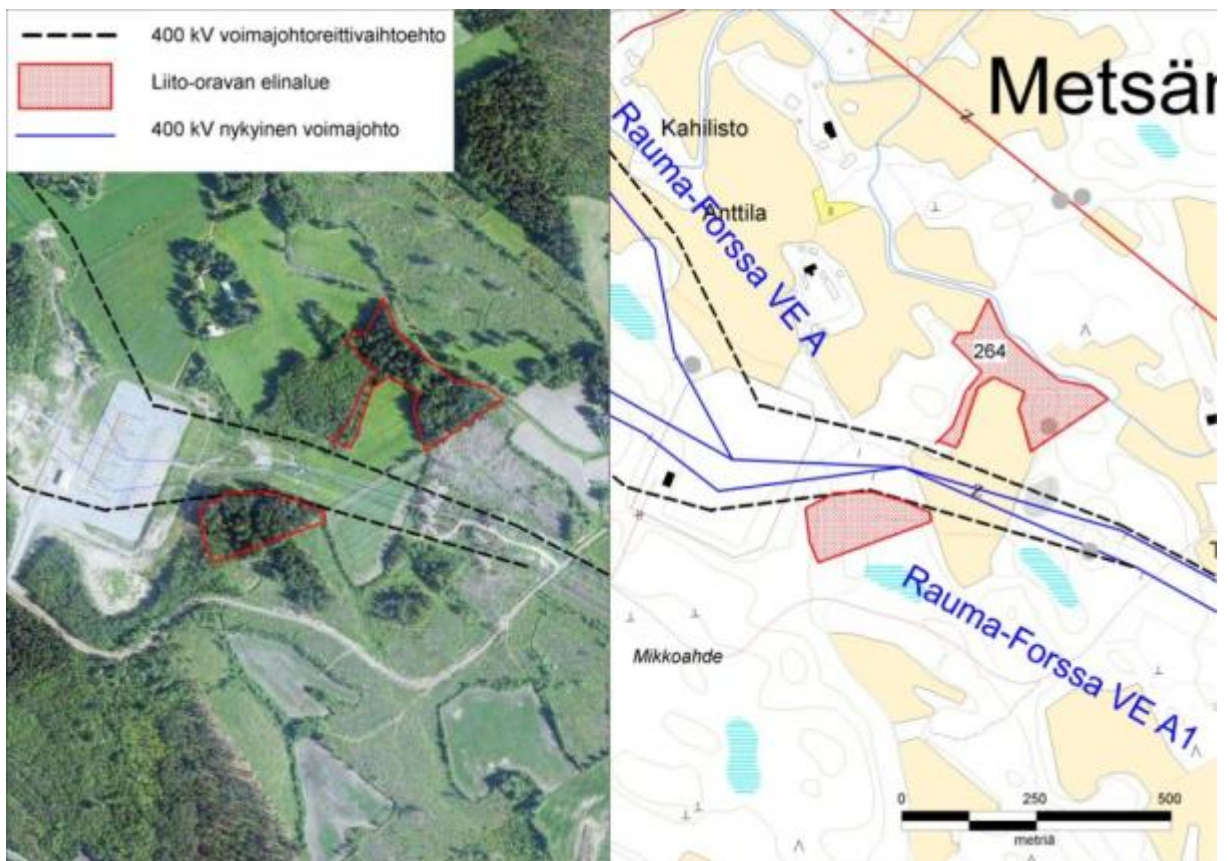 400 kV voimajohtoreittivaihtoehto
Liito-oravan elinalue
400 kV nykyinen voimajohto
Metsär
Kahilisto
Rauma-Forssa VE A
Anttila
264
Rauma-Forssa VE A1
Mikkoahde
T
0 250 500
metriä